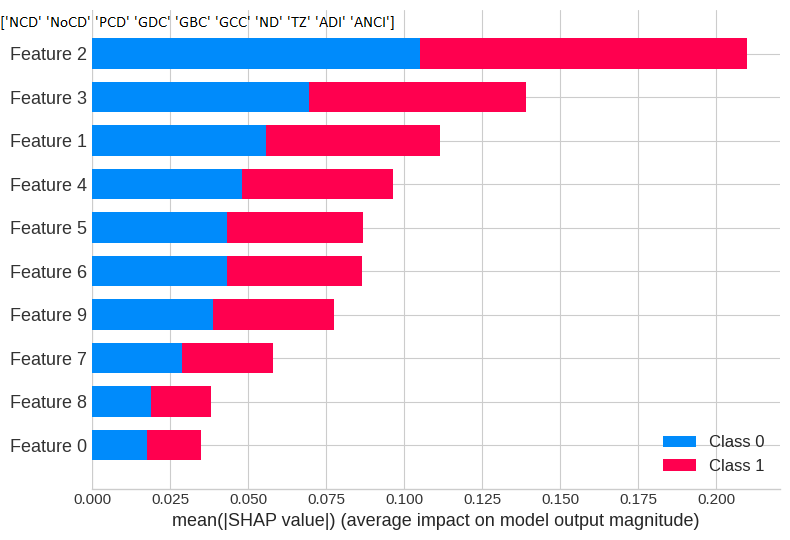 ['NCD' 'NoCD' 'PCD' 'GDC' 'GBC' 'GCC' 'ND' 'TZ' 'ADI' 'ANCI']
Feature 2
Feature 3
Feature 1
Feature 4
Feature 5
Feature 6
Feature 9
Feature 7
Feature 8
Feature 0
Class 0
Class 1
0.000 0.025 0.050 0.075 0.100 0.125 0.150 0.175 0.200
mean(|SHAP value|) (average impact on model output magnitude)